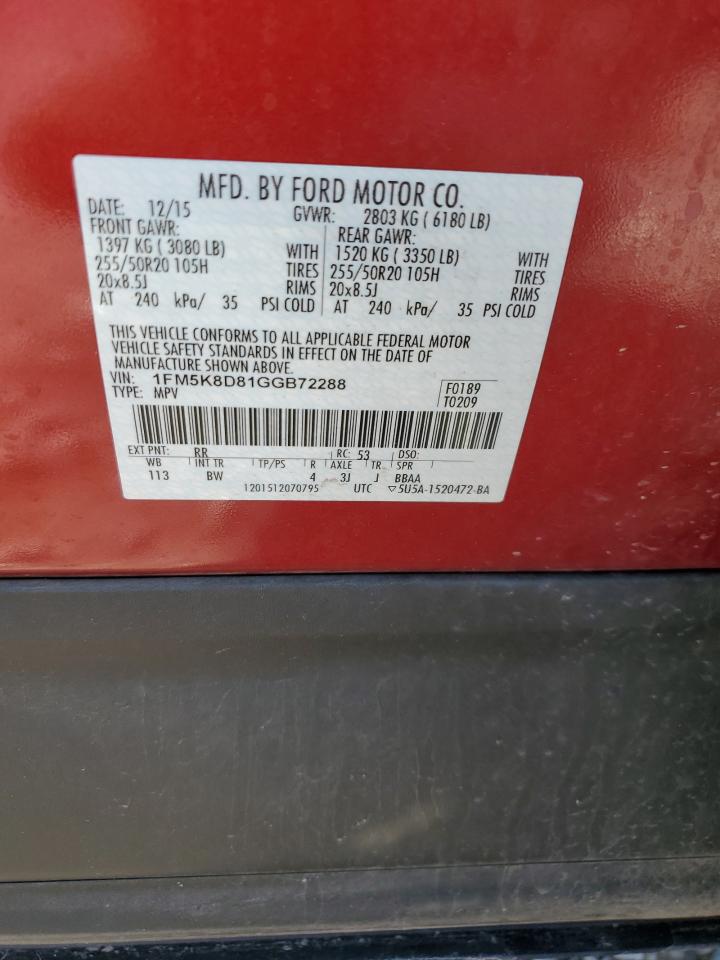 MFD. BY FORD MOTOR CO.
DATE: 12/15 GVWR: 2803 KG ( 6180 LB)
FRONT GAWR: REAR GAWR:
1397 KG ( 3080 LB) WITH 1520 KG ( 3350 LB) WITH
255/50R20 105H TIRES 255/50R20 105H TIRES
20x8.5J RIMS 20x8.5J RIMS
AT 240 kPa/ 35 PSI COLD AT 240 kPa/ 35 PSI COLD
THIS VEHICLE CONFORMS TO ALL APPLICABLE FEDERAL MOTOR
VEHICLE SAFETY STANDARDS IN EFFECT ON THE DATE OF
MANUFACTURE SHOWN ABOVE.
VIN: 1FM5K8D81GGB72288 F0189
TYPE: MPV T0209
EXT PNT: RR RC: 53 DSO:
WB INT TR TP/PS R AXLE TR SPR
113 BW 4 3J J BBAA
1201512070795 UTC ▽5U5A-1520472-BA